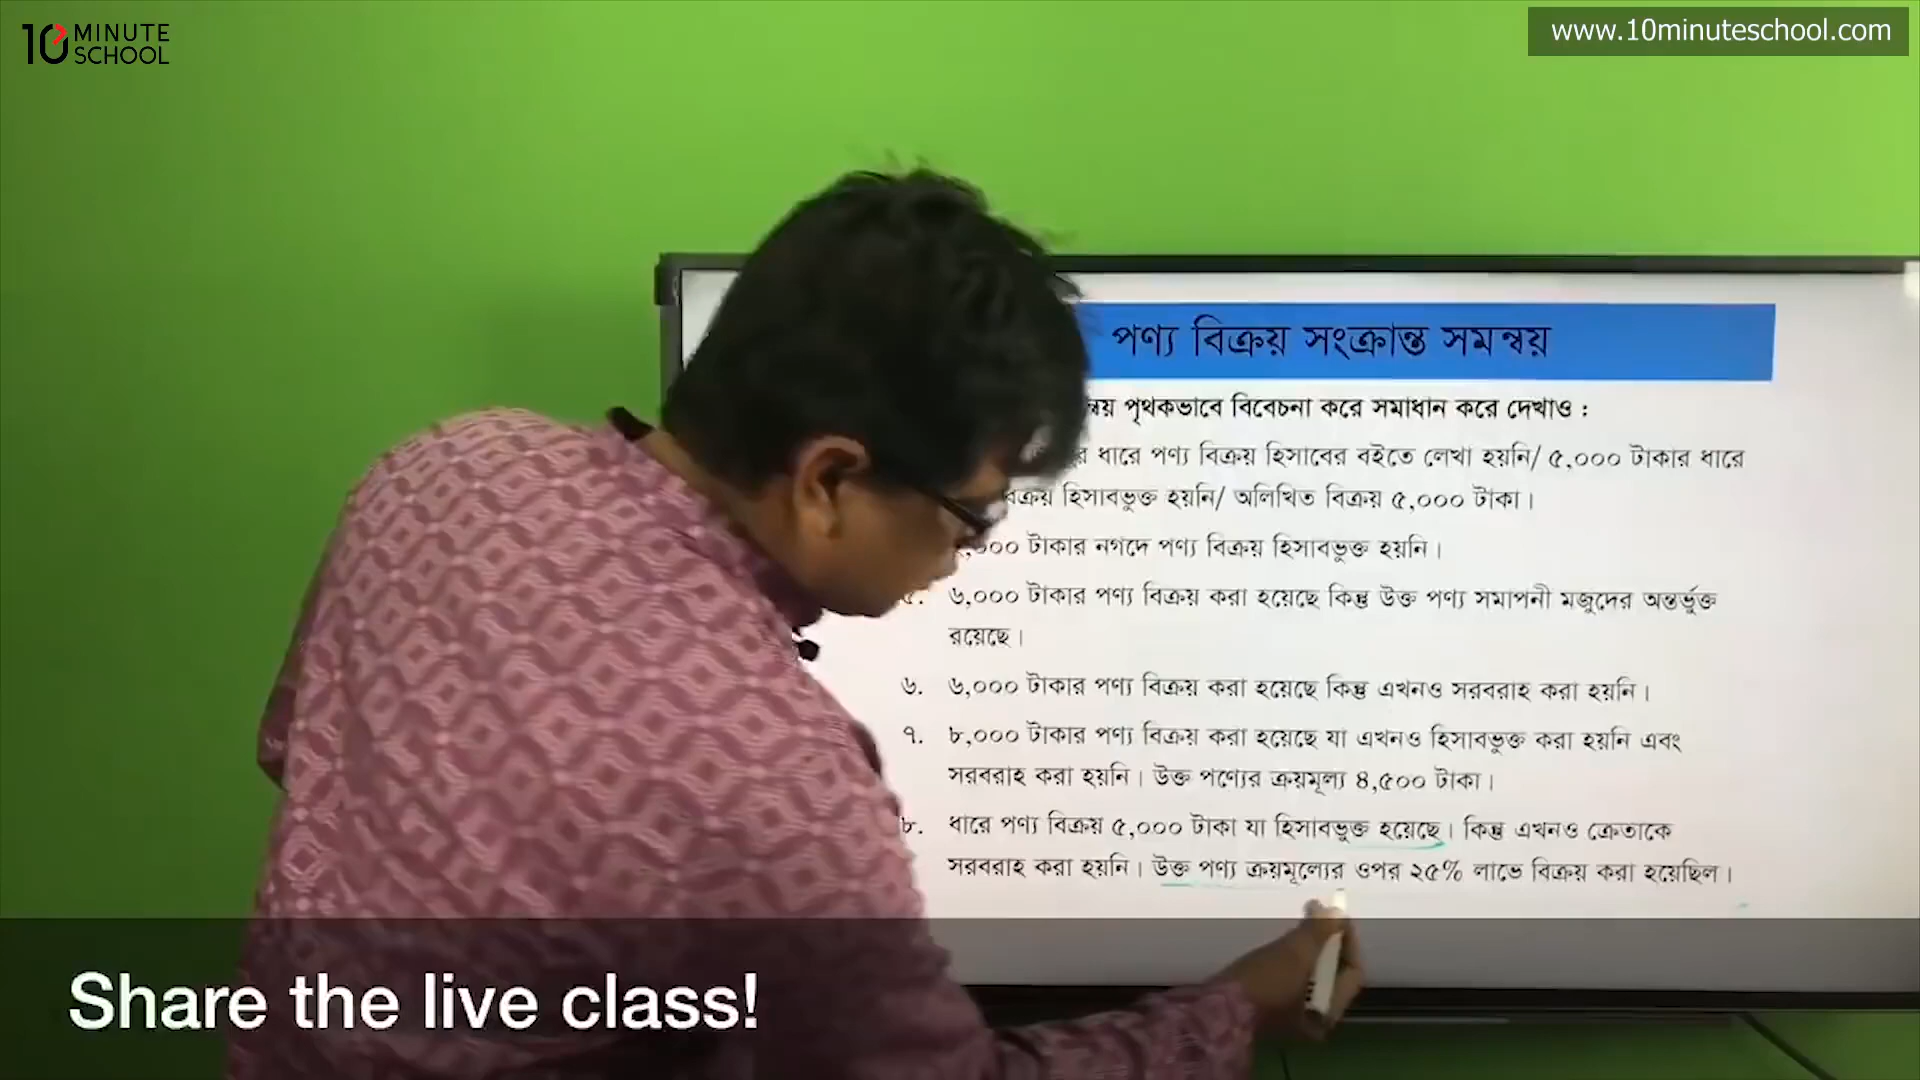 10 MINUTE SCHOOL
www.10minuteschool.com
পণ্য বিক্রয় সংক্রান্ত সমন্বয়
পৃথকভাবে বিবেচনা করে সমাধান করে দেখাও :
ধারে পণ্য বিক্রয় হিসাবের বইতে লেখা হয়নি/ ৫,০০০ টাকার ধারে
হিসাবভুক্ত হয়নি/ অলিখিত বিক্রয় ৫,০০০ টাকা।
টাকার নগদে পণ্য বিক্রয় হিসাবভুক্ত হয়নি।
৫. ৬,০০০ টাকার পণ্য বিক্রয় করা হয়েছে কিন্তু উক্ত পণ্য সমাপনী মজুদের অন্তর্ভুক্ত
রয়েছে।
৬. ৬,০০০ টাকার পণ্য বিক্রয় করা হয়েছে কিন্তু এখনও সরবরাহ করা হয়নি।
৭. ৮,০০০ টাকার পণ্য বিক্রয় করা হয়েছে যা এখনও হিসাবভুক্ত করা হয়নি এবং
সরবরাহ করা হয়নি। উক্ত পণ্যের ক্রয়মূল্য ৪,৫০০ টাকা।
৮. ধারে পণ্য বিক্রয় ৫,০০০ টাকা যা হিসাবভুক্ত হয়েছে। কিন্তু এখনও ক্রেতাকে
সরবরাহ করা হয়নি। উক্ত পণ্য ক্রয়মূল্যের ওপর ২৫% লাভে বিক্রয় করা হয়েছিল।
Share the live class!